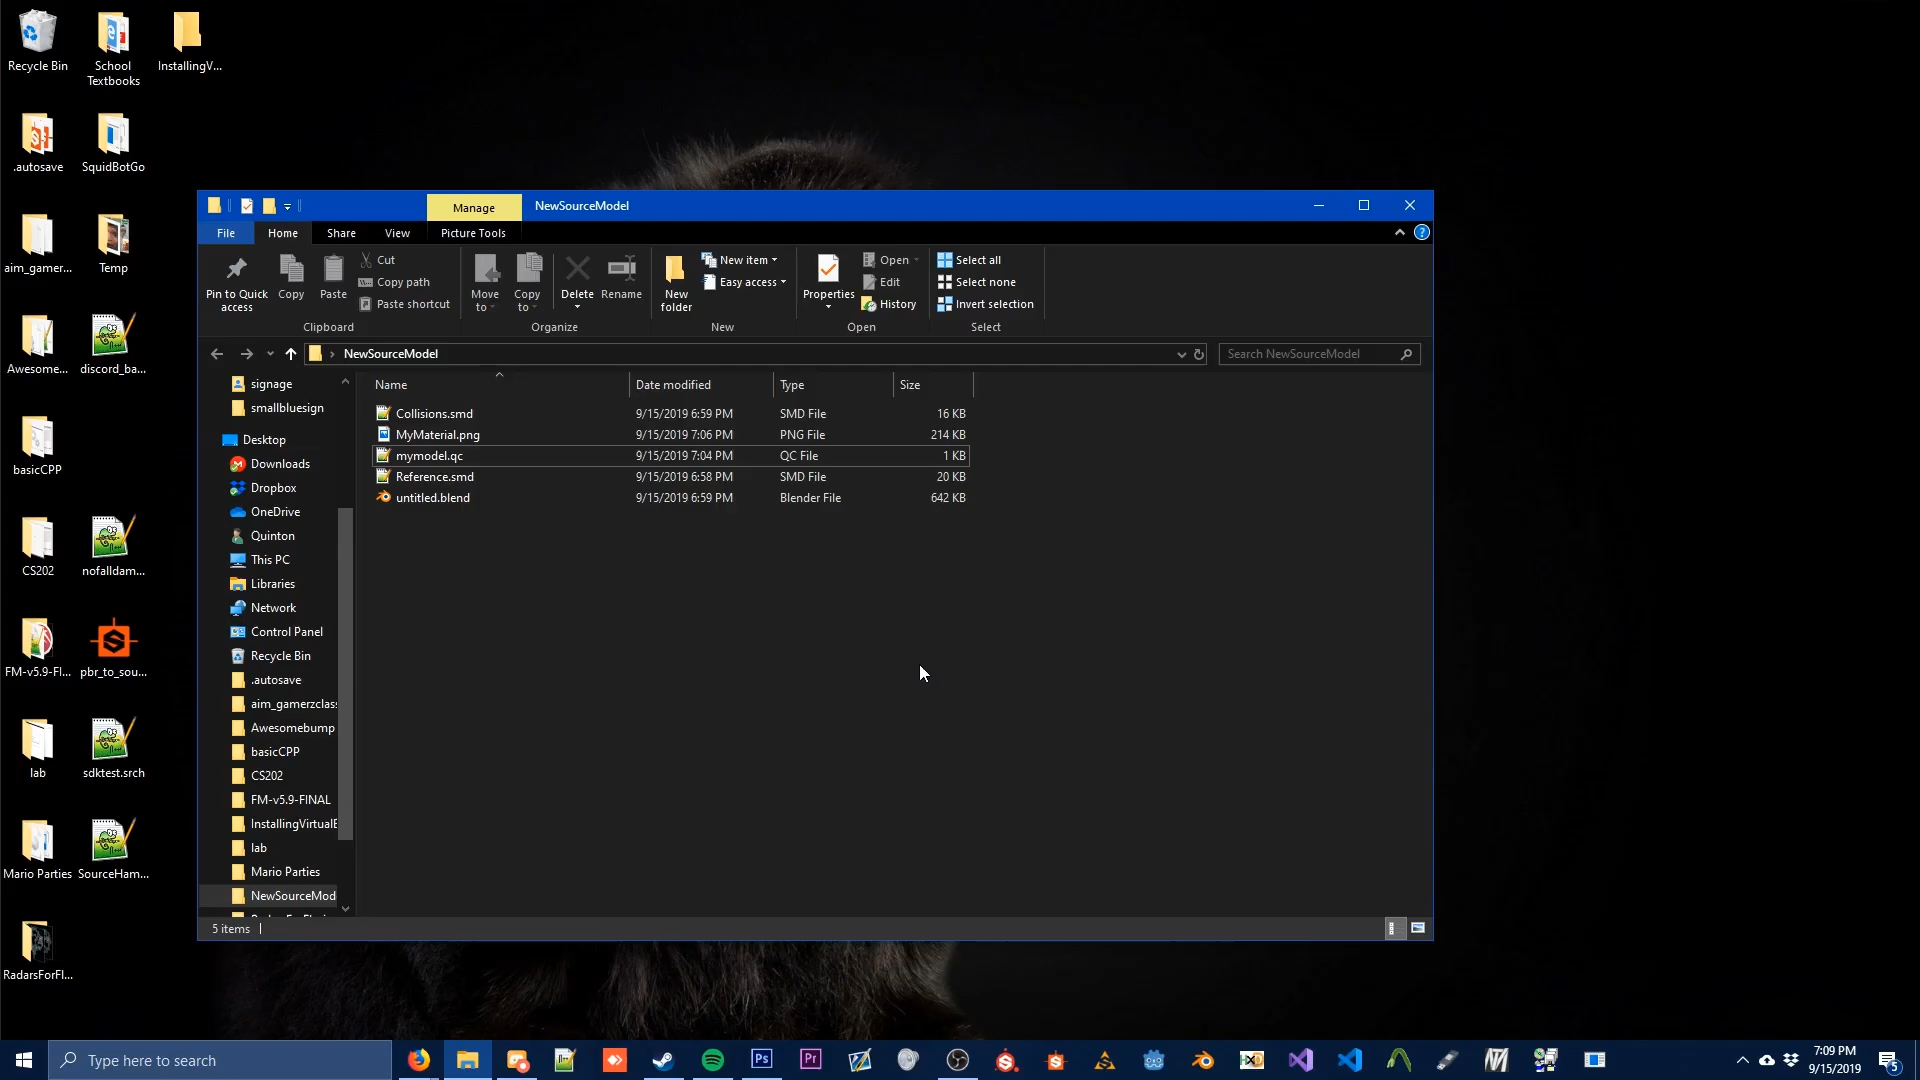 Recycle Bin
School Textbooks
InstallingV...
.autosave
SquidBotGo
aim_gamer...
Temp
Awesome...
discord_ba...
basicCPP
CS202
nofalldam...
FM-v5.9-FI...
pbr_to_sou...
lab
sdktest.srch
Mario Parties
SourceHam...
RadarsForFl...
Manage
NewSourceModel
File
Home
Share
View
Picture Tools
Pin to Quick access
Copy
Paste
Cut
Copy path
Paste shortcut
Clipboard
Move to
Copy to
Delete
Rename
Organize
New folder
New item
Easy access
New
Properties
Open
Edit
History
Open
Select all
Select none
Invert selection
Select
NewSourceModel
Search NewSourceModel
signage
smallbluesign
Desktop
Downloads
Dropbox
OneDrive
Quinton
This PC
Libraries
Network
Control Panel
Recycle Bin
.autosave
aim_gamerzclas
Awesomebump
basicCPP
CS202
FM-v5.9-FINAL
InstallingVirtualB
lab
Mario Parties
NewSourceMod
Name Date modified Type Size
Collisions.smd 9/15/2019 6:59 PM SMD File 16 KB
MyMaterial.png 9/15/2019 7:06 PM PNG File 214 KB
mymodel.qc 9/15/2019 7:04 PM QC File 1 KB
Reference.smd 9/15/2019 6:58 PM SMD File 20 KB
untitled.blend 9/15/2019 6:59 PM Blender File 642 KB
5 items
Type here to search
Ps
Pr
7:09 PM
9/15/2019
5